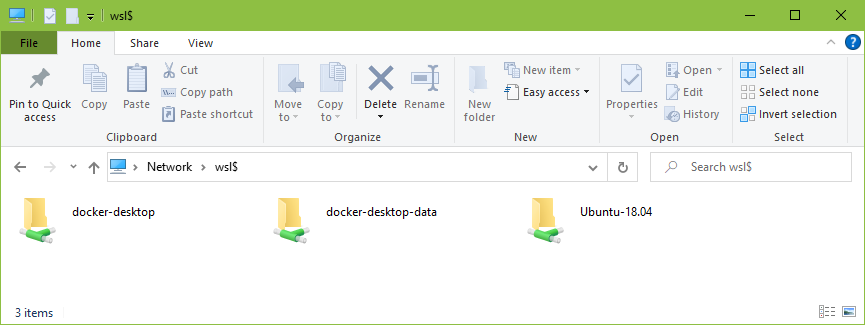 wsl$
File Home Share View
Pin to Quick access
Copy
Paste
Cut
Copy path
Paste shortcut
Clipboard
Move to
Copy to
Delete
Rename
Organize
New folder
New item
Easy access
New
Properties
Open
Edit
History
Open
Select all
Select none
Invert selection
Select
Network > wsl$
Search wsl$
docker-desktop
docker-desktop-data
Ubuntu-18.04
3 items